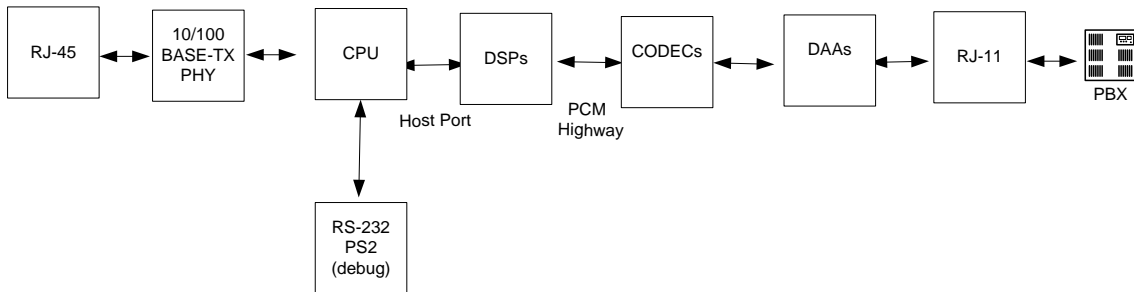 RJ-45
10/100
BASE-TX
PHY
CPU
DSPs
CODECs
DAAs
RJ-11
PBX
Host Port
PCM
Highway
RS-232
PS2
(debug)